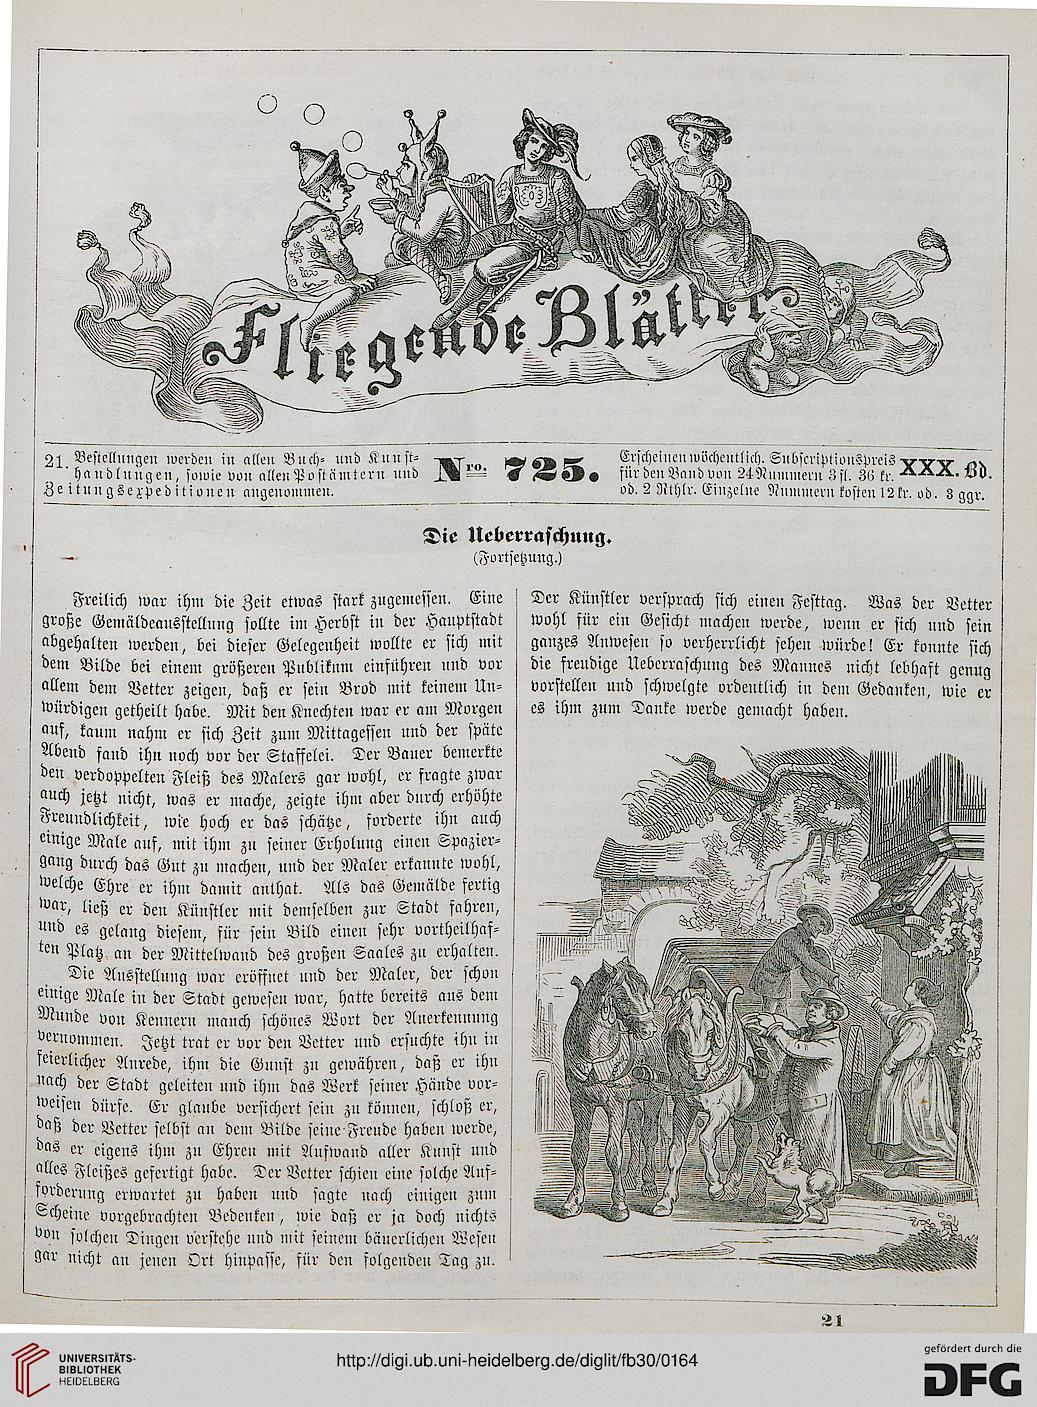 Fliegende Blätter
21. Bestellungen werden in allen Buch- und Kunst-
handlungen, sowie von allen Postämtern und
Zeitungsexpeditionen angenommen.
Nro. 725.
Erscheinen wöchentlich. Subscriptionspreis
für den Band von 24 Nummern 3 fl. 36 kr.
od. 2 Rthlr. Einzelne Nummern kosten 12 kr. od. 3 ggr.
XXX. Bd.
Die Ueberraschung.
(Fortsetzung.)
Freilich war ihm die Zeit etwas stark zugemessen. Eine
große Gemäldeausstellung sollte im Herbst in der Hauptstadt
abgehalten werden, bei dieser Gelegenheit wollte er sich mit
dem Bilde bei einem größeren Publikum einführen und vor
allem dem Vetter zeigen, daß er sein Brod mit keinem Un-
würdigen getheilt habe. Mit den Knechten war er am Morgen
auf, kaum nahm er sich Zeit zum Mittagessen und der späte
Abend fand ihn noch vor der Staffelei. Der Bauer bemerkte
den verdoppelten Fleiß des Malers gar wohl, er fragte zwar
auch jetzt nicht, was er mache, zeigte ihm aber durch erhöhte
Freundlichkeit, wie hoch er das schätze, forderte ihn auch
einige Male auf, mit ihm zu seiner Erholung einen Spazier-
gang durch das Gut zu machen, und der Maler erkannte wohl,
welche Ehre er ihm damit anthat. Als das Gemälde fertig
war, ließ er den Künstler mit demselben zur Stadt fahren,
und es gelang diesem, für sein Bild einen sehr vortheilhaf-
ten Platz an der Mittelwand des großen Saales zu erhalten.
Die Ausstellung war eröffnet und der Maler, der schon
einige Male in der Stadt gewesen war, hatte bereits aus dem
Munde von Kennern manch schönes Wort der Anerkennung
vernommen. Jetzt trat er vor den Vetter und ersuchte ihn in
feierlicher Anrede, ihm die Gunst zu gewähren, daß er ihn
nach der Stadt geleiten und ihm das Werk seiner Hände vor-
weisen dürfe. Er glaube versichert sein zu können, schloß er,
daß der Vetter selbst an dem Bilde seine Freude haben werde,
das er eigens ihm zu Ehren mit Aufwand aller Kunst und
alles Fleißes gefertigt habe. Der Vetter schien eine solche Auf-
forderung erwartet zu haben und sagte nach einigen zum
Scheine vorgebrachten Bedenken, wie daß er ja doch nichts
von solchen Dingen verstehe und mit seinem bäuerlichen Wesen
gar nicht an jenen Ort hinpasse, für den folgenden Tag zu.
Der Künstler versprach sich einen Festtag. Was der Vetter
wohl für ein Gesicht machen werde, wenn er sich und sein
ganzes Anwesen so verherrlicht sehen würde! Er konnte sich
die freudige Ueberraschung des Mannes nicht lebhaft genug
vorstellen und schwelgte ordentlich in dem Gedanken, wie er
es ihm zum Danke werde gemacht haben.
21
UNIVERSITÄTS-
BIBLIOTHEK
HEIDELBERG
http://digi.ub.uni-heidelberg.de/diglit/fb30/0164
gefördert durch die
DFG